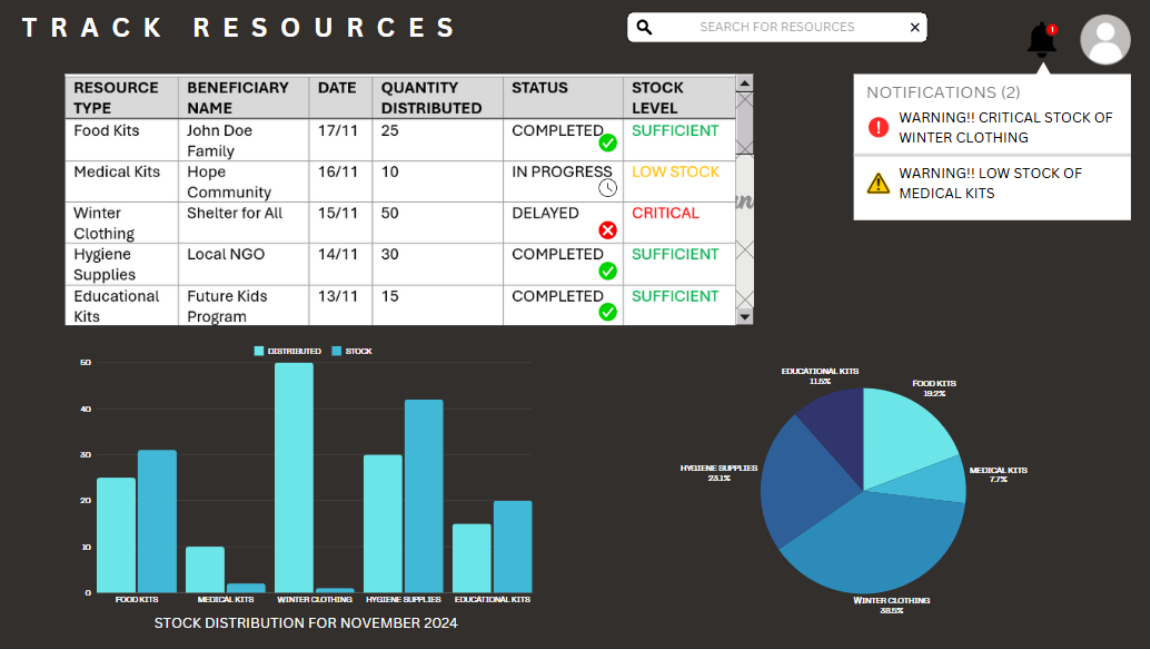 TRACK RESOURCES
SEARCH FOR RESOURCES
1
NOTIFICATIONS (2)
WARNING!! CRITICAL STOCK OF
WINTER CLOTHING
WARNING!! LOW STOCK OF
MEDICAL KITS
RESOURCE TYPE BENEFICIARY NAME DATE QUANTITY DISTRIBUTED STATUS STOCK LEVEL
Food Kits John Doe Family 17/11 25 COMPLETED SUFFICIENT
Medical Kits Hope Community 16/11 10 IN PROGRESS LOW STOCK
Winter Clothing Shelter for All 15/11 50 DELAYED CRITICAL
Hygiene Supplies Local NGO 14/11 30 COMPLETED SUFFICIENT
Educational Kits Future Kids Program 13/11 15 COMPLETED SUFFICIENT
DISTRIBUTED STOCK
50
40
30
20
10
0
FOOD KITS MEDICAL KITS WINTER CLOTHING HYGIENE SUPPLIES EDUCATIONAL KITS
STOCK DISTRIBUTION FOR NOVEMBER 2024
EDUCATIONAL KITS
11.5%
FOOD KITS
19.2%
HYGIENE SUPPLIES
23.1%
MEDICAL KITS
7.7%
WINTER CLOTHING
38.5%